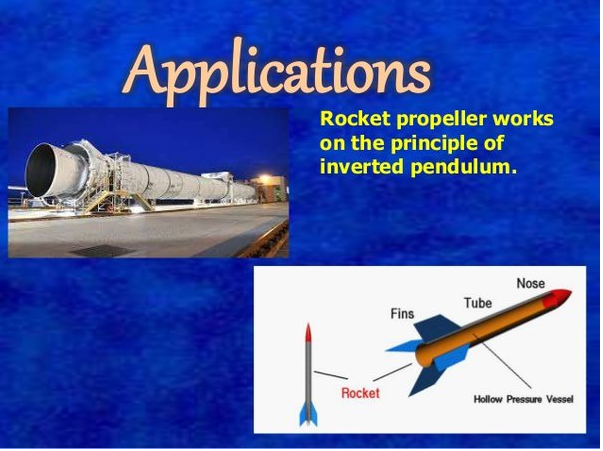 Applications
Rocket propeller works
on the principle of
inverted pendulum.
Nose
Tube
Fins
Rocket
Hollow Pressure Vessel